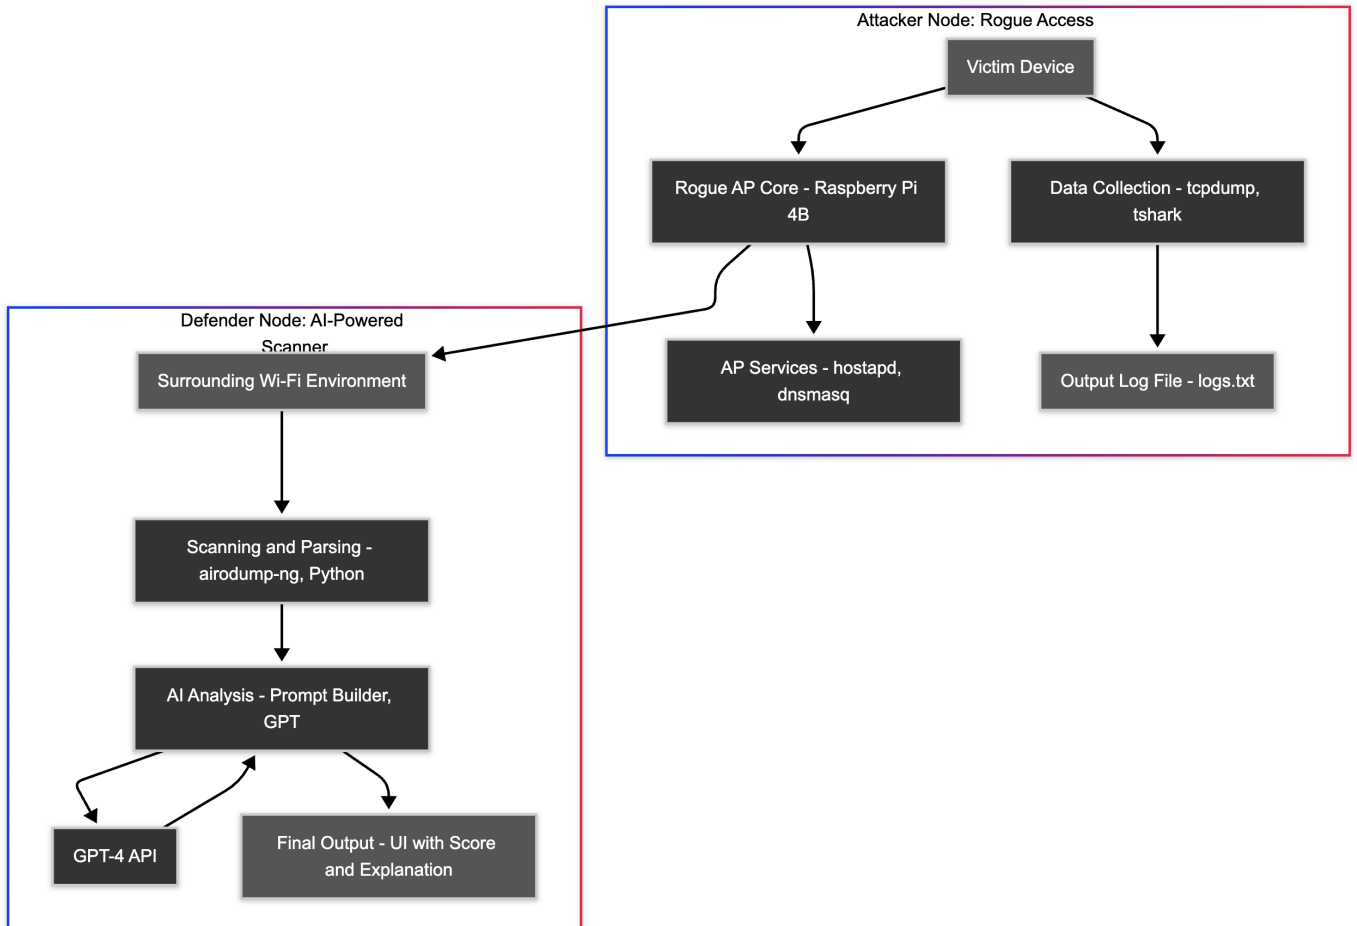 Attacker Node: Rogue Access
Victim Device
Rogue AP Core - Raspberry Pi
4B
Data Collection - tcpdump,
tshark
AP Services - hostapd,
dnsmasq
Output Log File - logs.txt
Defender Node: AI-Powered
Scanner
Surrounding Wi-Fi Environment
Scanning and Parsing -
airodump-ng, Python
AI Analysis - Prompt Builder,
GPT
GPT-4 API
Final Output - UI with Score
and Explanation